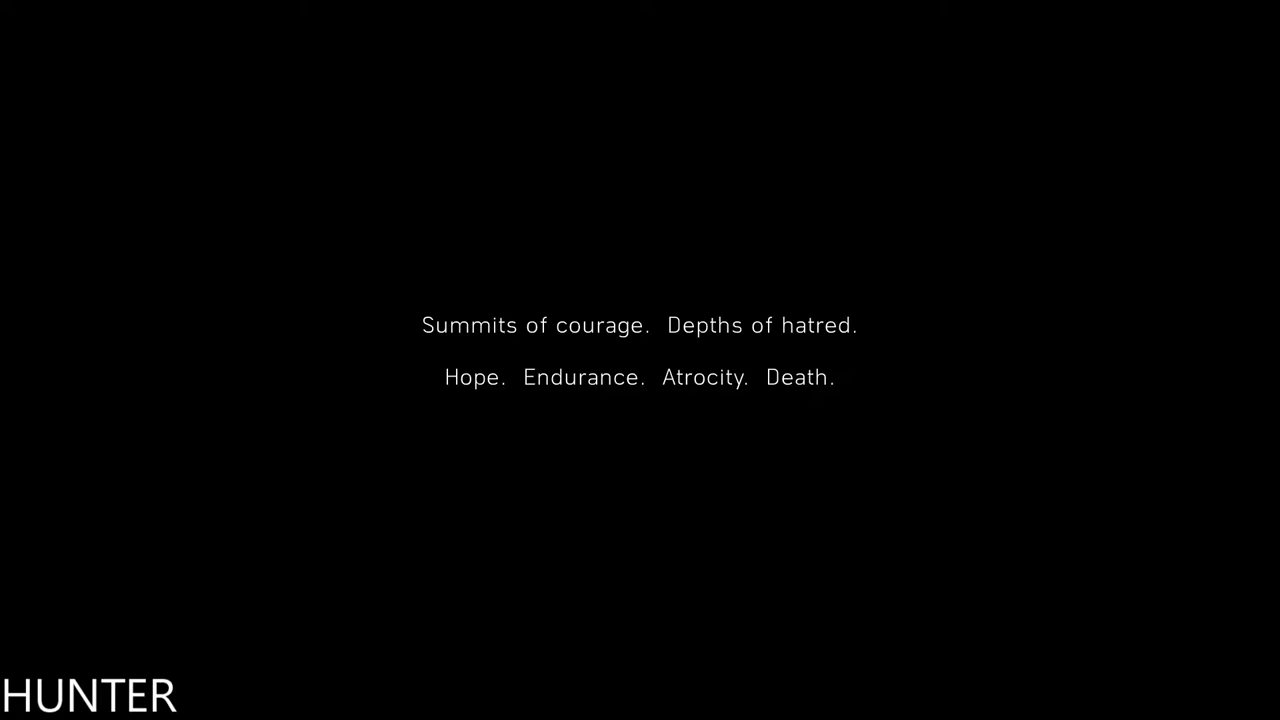 Summits of courage.  Depths of hatred.
Hope.  Endurance.  Atrocity.  Death.
HUNTER